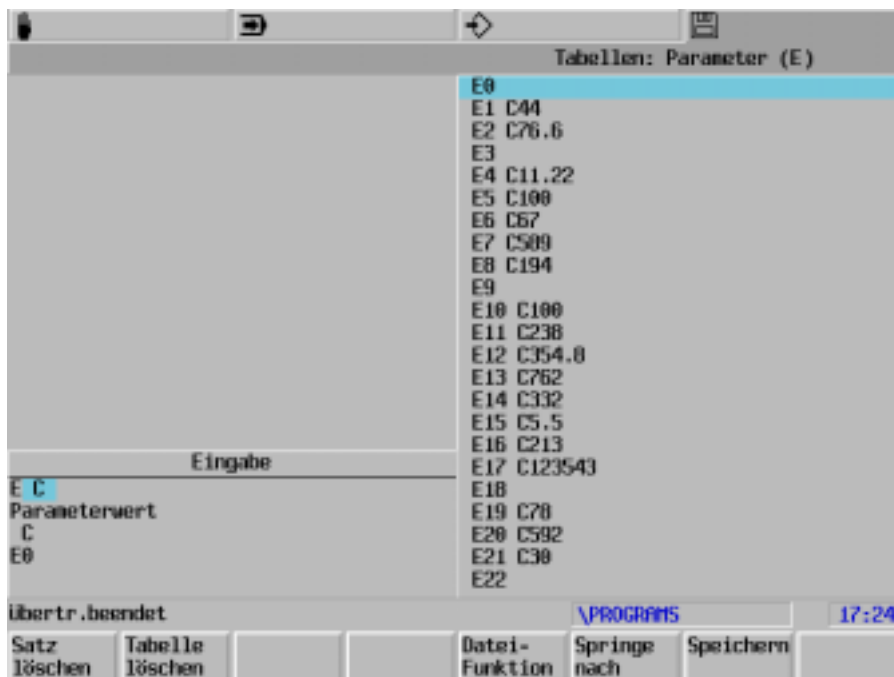 Tabellen: Parameter (E)
E0
E1 C44
E2 C76.6
E3
E4 C11.22
E5 C100
E6 C67
E7 C509
E8 C194
E9
E10 C100
E11 C238
E12 C354.8
E13 C762
E14 C332
E15 C5.5
E16 C213
E17 C123543
E18
E19 C78
E20 C592
E21 C30
E22
Eingabe
E C
Parameterwert
C
E0
übertr.beendet
\PROGRAMS
17:24
Satz löschen
Tabelle löschen
Datei-Funktion
Springe nach
Speichern